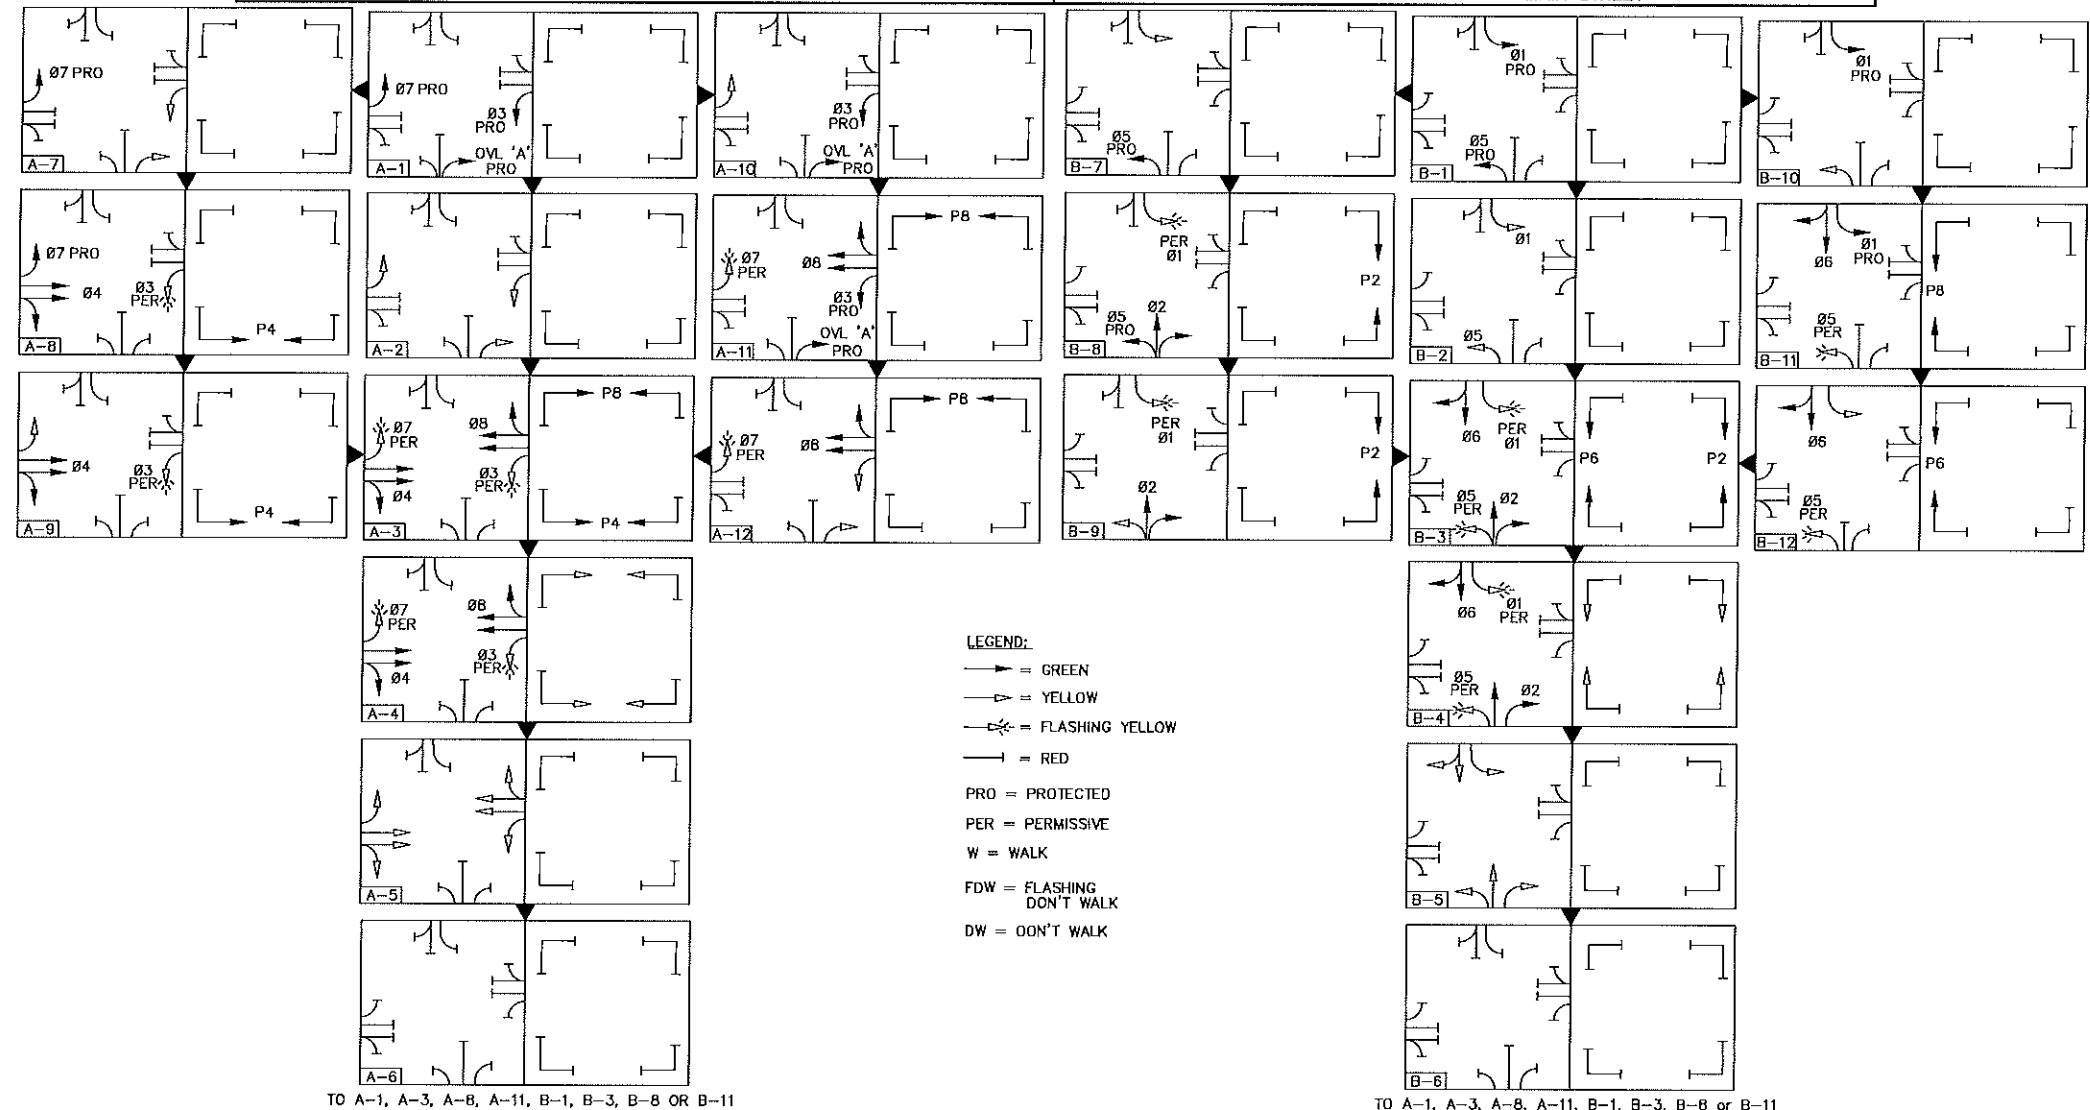 Ø7 PRO
A-7
Ø7 PRO
Ø3
PRO
OVL 'A'
PRO
A-1
Ø3
PRO
OVL 'A'
PRO
A-10
Ø5
PRO
B-7
Ø1
PRO
Ø5
PRO
B-1
Ø1
PRO
B-10
Ø7 PRO
Ø4
Ø3
PER
P4
A-8
A-2
Ø7
PER
Ø8
Ø3
PRO
OVL 'A'
PRO
P8
A-11
PER
Ø1
Ø5
PRO
Ø2
P2
B-8
Ø1
Ø5
B-2
Ø6
Ø1
PRO
P8
Ø5
PER
B-11
Ø4
Ø3
PER
P4
A-9
Ø7
PER
Ø8
Ø3
PER
Ø4
P8
P4
A-3
Ø7
PER
Ø8
P8
A-12
PER
Ø1
Ø2
P2
B-9
Ø6
PER
Ø1
P6
P2
Ø5
PER
Ø2
B-3
Ø6
P6
Ø5
PER
B-12
Ø7
PER
Ø8
Ø3
PER
Ø4
A-4
LEGEND:
= GREEN
= YELLOW
= FLASHING YELLOW
= RED
PRO = PROTECTED
PER = PERMISSIVE
W = WALK
FDW = FLASHING
DON'T WALK
DW = DON'T WALK
Ø6
Ø1
PER
Ø5
PER
Ø2
B-4
A-5
B-5
A-6
B-6
TO A-1, A-3, A-8, A-11, B-1, B-3, B-8 OR B-11
TO A-1, A-3, A-8, A-11, B-1, B-3, B-8 or B-11